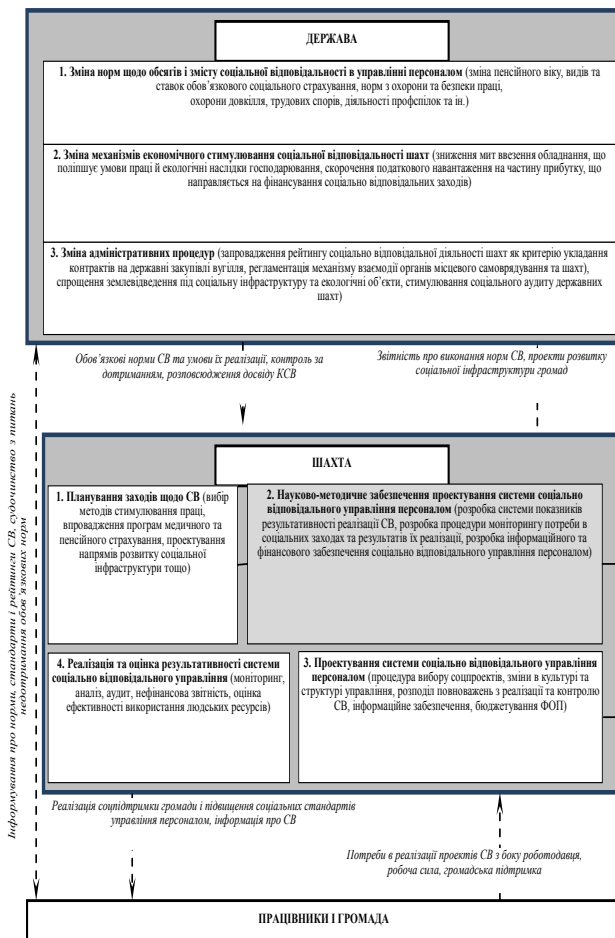 ДЕРЖАВА
1. Зміна норм щодо обсягів і змісту соціальної відповідальності в управлінні персоналом (зміна пенсійного віку, видів та
ставок обов’язкового соціального страхування, норм з охорони та безпеки праці,
охорони довкілля, трудових спорів, діяльності профспілок та ін.)
2. Зміна механізмів економічного стимулювання соціальної відповідальності шахт (зниження мит ввезення обладнання, що
поліпшує умови праці й екологічні наслідки господарювання, скорочення податкового навантаження на частину прибутку, що
направляється на фінансування соціально відповідальних заходів)
3. Зміна адміністративних процедур (запровадження рейтингу соціально відповідальної діяльності шахт як критерію укладання
контрактів на державні закупівлі вугілля, регламентація механізму взаємодії органів місцевого самоврядування та шахт),
спрощення землевідведення під соціальну інфраструктуру та екологічні об’єкти, стимулювання соціального аудиту державних
шахт)
Обов’язкові норми СВ та умови їх реалізації, контроль за
дотриманням, розповсюдження досвіду КСВ
Звітність про виконання норм СВ, проекти розвитку
соціальної інфраструктури громад
Інформування про норми, стандарти і рейтинги СВ, судочинство з питань
недотримання обов’язкових норм
ШАХТА
1. Планування заходів щодо СВ (вибір
методів стимулювання праці,
впровадження програм медичного та
пенсійного страхування, проектування
напрямів розвитку соціальної
інфраструктури тощо)
2. Науково-методичне забезпечення проектування системи соціально
відповідального управління персоналом (розробка системи показників
результативності реалізації СВ, розробка процедури моніторингу потреби в
соціальних заходах та результатів їх реалізації, розробка інформаційного та
фінансового забезпечення соціально відповідального управління персоналом)
4. Реалізація та оцінка результативності системи
соціально відповідального управління (моніторинг,
аналіз, аудит, нефінансова звітність, оцінка
ефективності використання людських ресурсів)
3. Проектування системи соціально відповідального управління
персоналом (процедура вибору соцпроектів, зміни в культурі та
структурі управління, розподіл повноважень з реалізації та контролю
СВ, інформаційне забезпечення, бюджетування ФОП)
Реалізація соцпідтримки громади і підвищення соціальних стандартів
управління персоналом, інформація про СВ
Потреби в реалізації проектів СВ з боку роботодавця,
робоча сила, громадська підтримка
ПРАЦІВНИКИ І ГРОМАДА